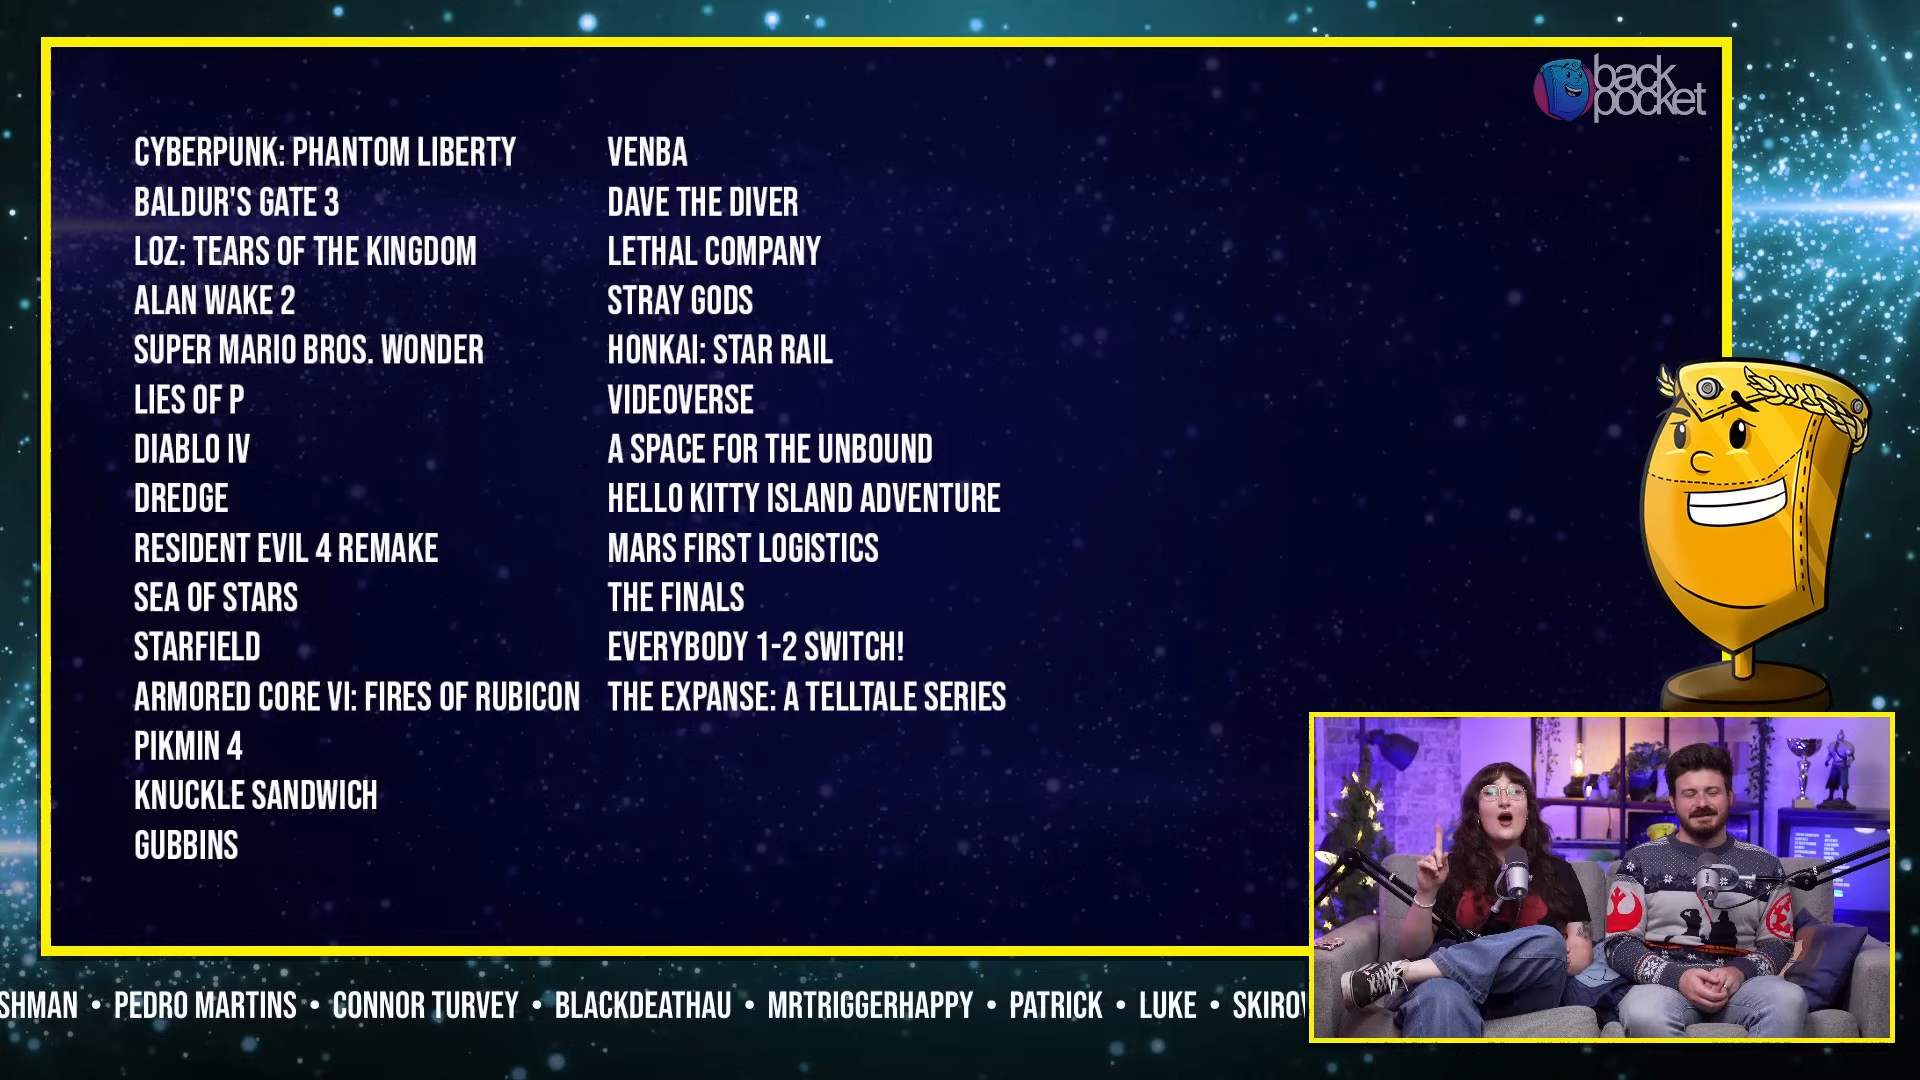 back
pocket
CYBERPUNK: PHANTOM LIBERTY
BALDUR'S GATE 3
LOZ: TEARS OF THE KINGDOM
ALAN WAKE 2
SUPER MARIO BROS. WONDER
LIES OF P
DIABLO IV
DREDGE
RESIDENT EVIL 4 REMAKE
SEA OF STARS
STARFIELD
ARMORED CORE VI: FIRES OF RUBICON
PIKMIN 4
KNUCKLE SANDWICH
GUBBINS
VENBA
DAVE THE DIVER
LETHAL COMPANY
STRAY GODS
HONKAI: STAR RAIL
VIDEOVERSE
A SPACE FOR THE UNBOUND
HELLO KITTY ISLAND ADVENTURE
MARS FIRST LOGISTICS
THE FINALS
EVERYBODY 1-2 SWITCH!
THE EXPANSE: A TELLTALE SERIES
SHMAN • PEDRO MARTINS • CONNOR TURVEY • BLACKDEATHAU • MRTRIGGERHAPPY • PATRICK • LUKE • SKIRO